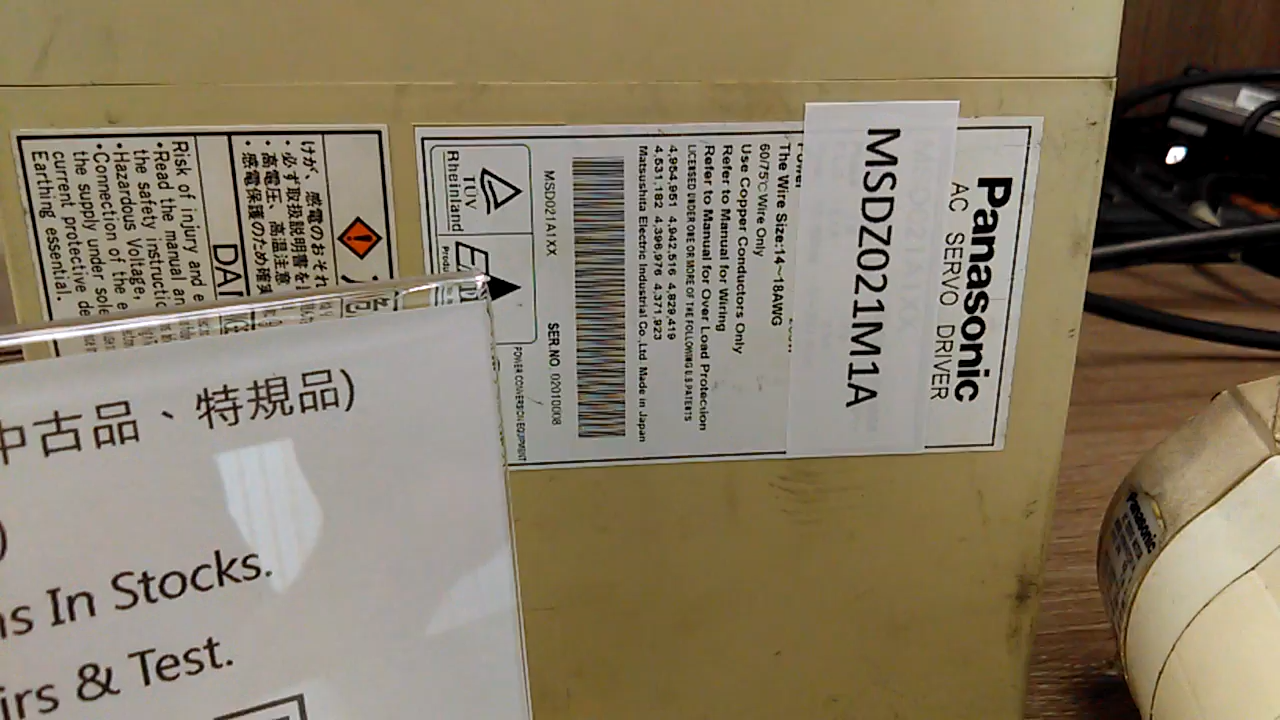 Panasonic
AC SERVO DRIVER
MSDZ021M1A
The Wire Size:14~18AWG
60/75℃ Wire Only
Use Copper Conductors Only
Refer to Manual for Wiring
Refer to Manual for Over Load Protection
LICENSED UNDER ONE OR MORE OF THE FOLLOWING U.S.PATENTS
4,954,951 4,942,516 4,829,419
4,531,182 4,396,976 4,371,923
Matsushita Electric Industrial Co., Ltd. Made in Japan
MSD021A1XX
SER.NO. 02010008
TÜV
Rheinland
POWER CONVERSION EQUIPMENT
けが、感電のおそれ
・必ず取扱説明書を
・高電圧、高温注意
・感電保護のため確実
DA
Risk of injury and e
・Read the manual an
the safety instructic
・Hazardous Voltage,
・Connection of the e
the supply under sole
current protective de
Earthing essential.
中古品、特規品)
)
s In Stocks.
irs & Test.
Panasonic